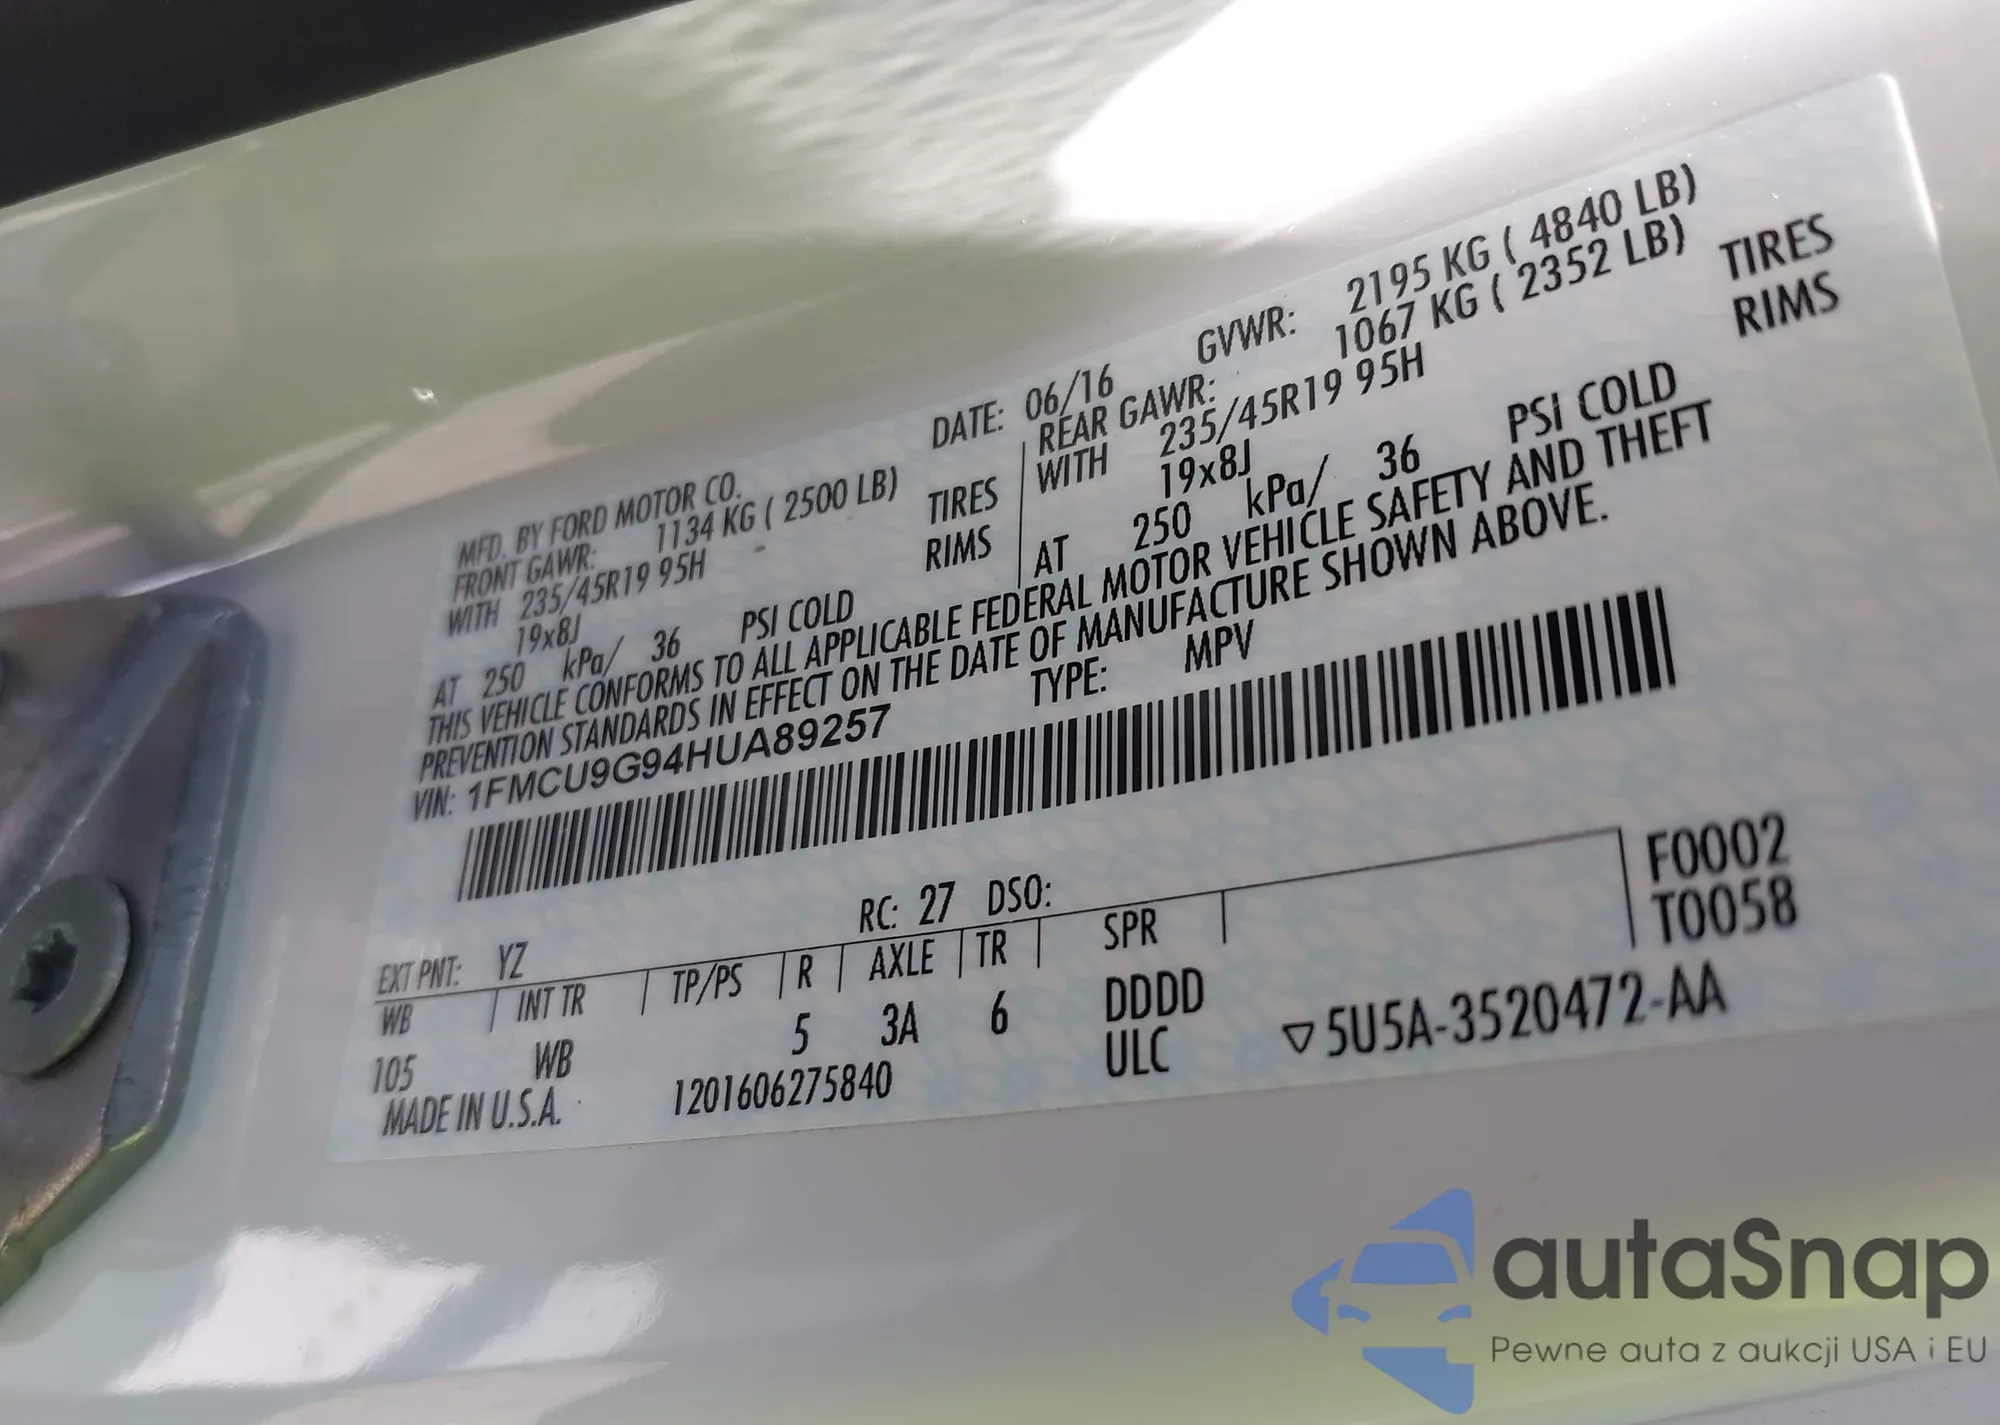 MFD. BY FORD MOTOR CO.
DATE: 06/16
GVWR: 2195 KG ( 4840 LB)
FRONT GAWR: 1134 KG ( 2500 LB)
WITH 235/45R19 95H TIRES
19x8J RIMS
AT 250 kPa/ 36 PSI COLD
REAR GAWR: 1067 KG ( 2352 LB)
WITH 235/45R19 95H TIRES
19x8J RIMS
AT 250 kPa/ 36 PSI COLD
THIS VEHICLE CONFORMS TO ALL APPLICABLE FEDERAL MOTOR VEHICLE SAFETY AND THEFT
PREVENTION STANDARDS IN EFFECT ON THE DATE OF MANUFACTURE SHOWN ABOVE.
VIN: 1FMCU9G94HUA89257
TYPE: MPV
F0002
T0058
EXT PNT: YZ RC: 27 DSO:
WB INT TR TP/PS R AXLE TR SPR
105 WB 5 3A 6 DDDD
ULC
MADE IN U.S.A. 1201606275840
▽5U5A-3520472-AA
autaSnap
Pewne auta z aukcji USA i EU